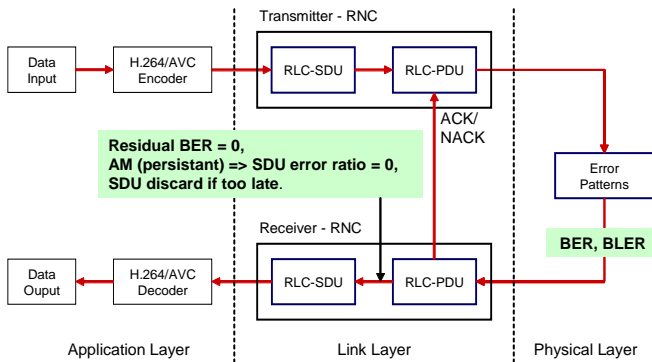 Transmitter - RNC
Data
Input
H.264/AVC
Encoder
RLC-SDU
RLC-PDU
ACK/
NACK
Residual BER = 0,
AM (persistant) => SDU error ratio = 0,
SDU discard if too late.
Error
Patterns
BER, BLER
Receiver - RNC
Data
Ouput
H.264/AVC
Decoder
RLC-SDU
RLC-PDU
Application Layer
Link Layer
Physical Layer